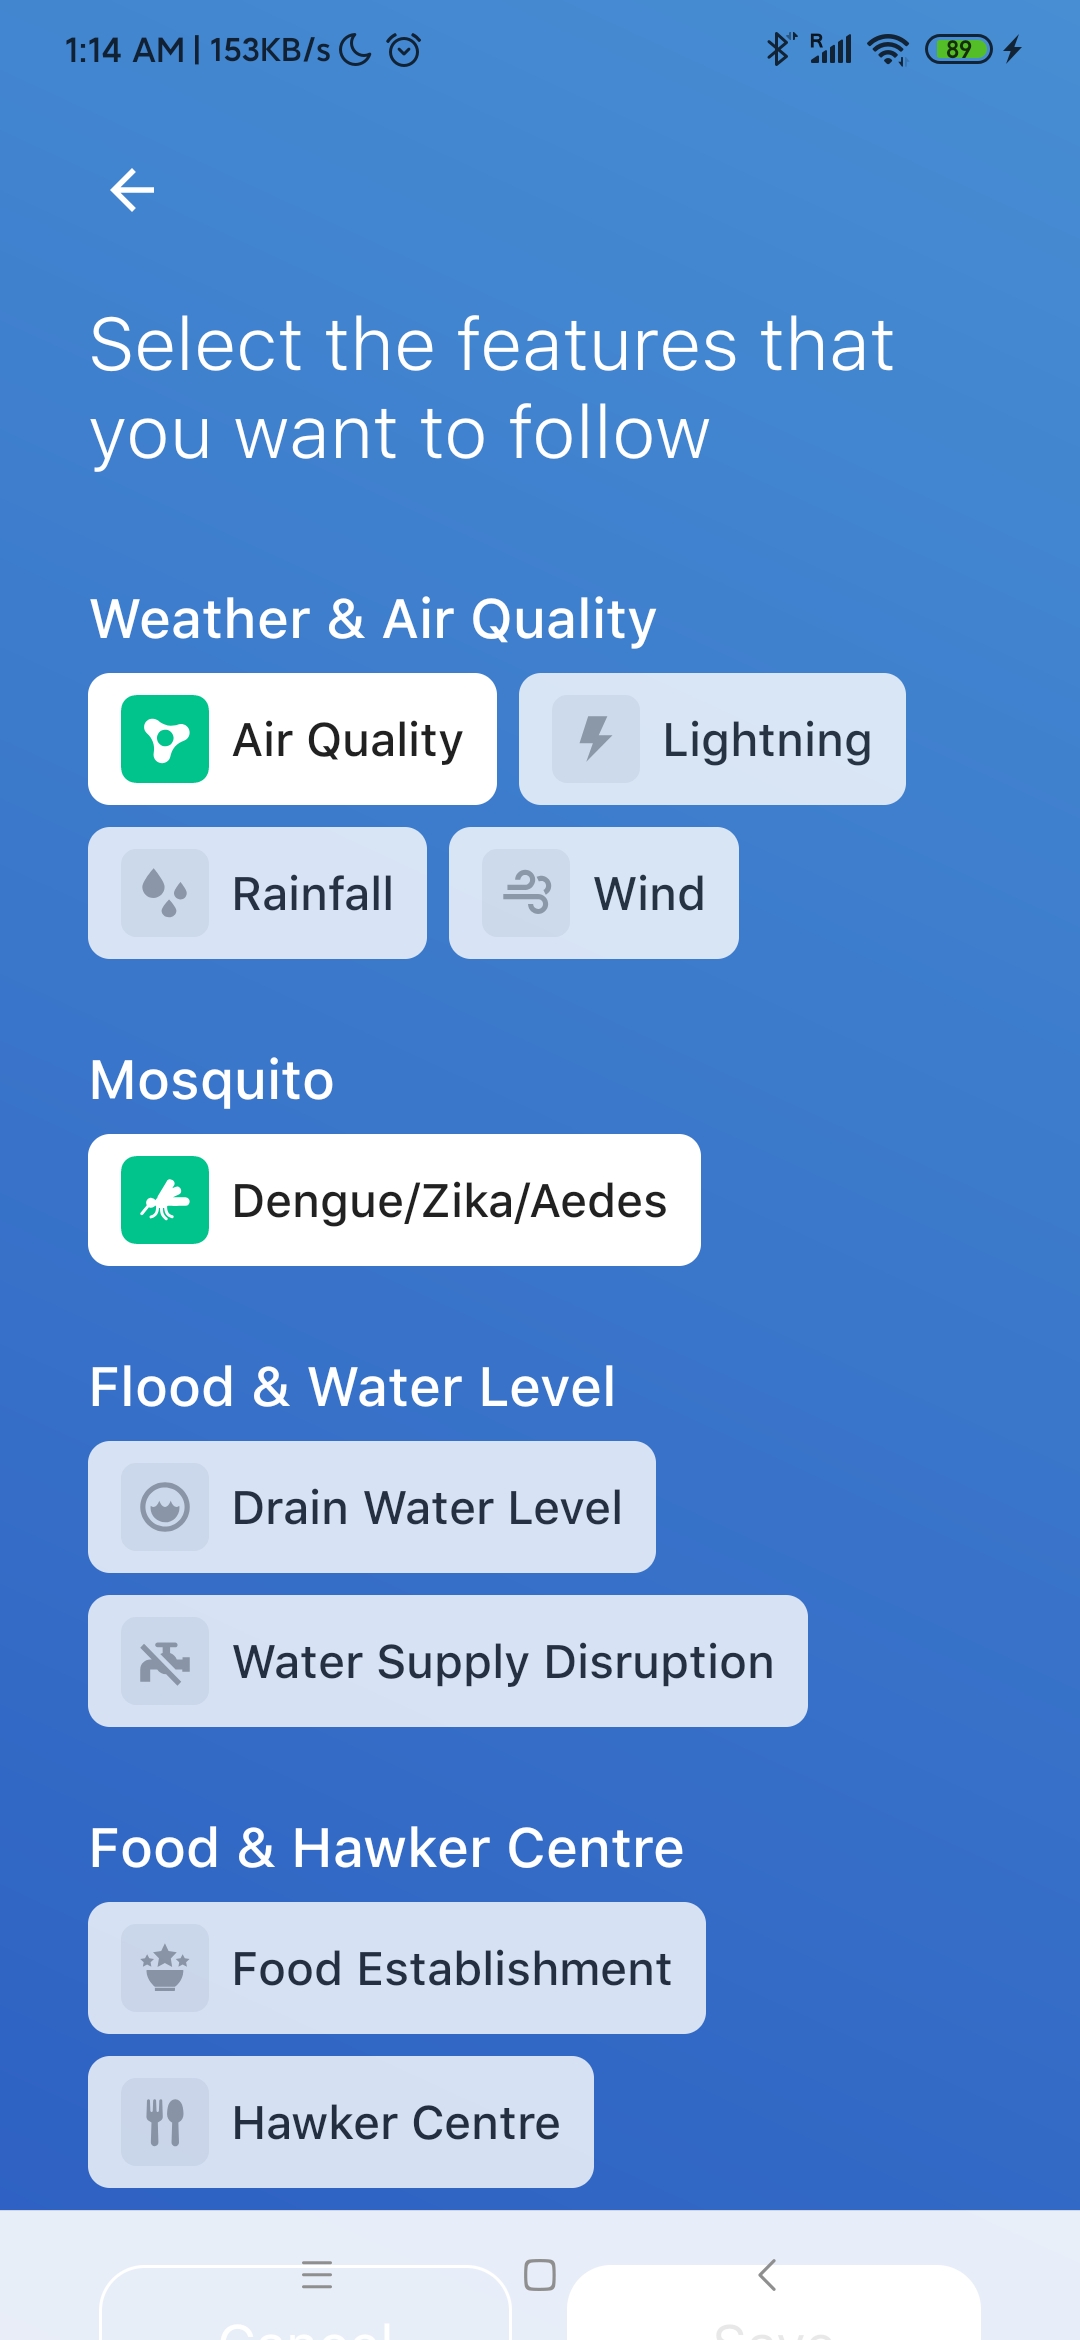 1:14 AM | 153KB/s
R
89
Select the features that
you want to follow
Weather & Air Quality
Air Quality
Lightning
Rainfall
Wind
Mosquito
Dengue/Zika/Aedes
Flood & Water Level
Drain Water Level
Water Supply Disruption
Food & Hawker Centre
Food Establishment
Hawker Centre
Cancel
Save